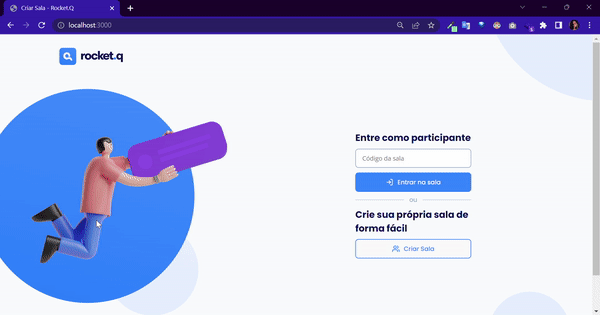 Criar Sala - Rocket.Q
localhost:3000
rocket.q
Entre como participante
Código da sala
Entrar na sala
ou
Crie sua própria sala de
forma fácil
Criar Sala